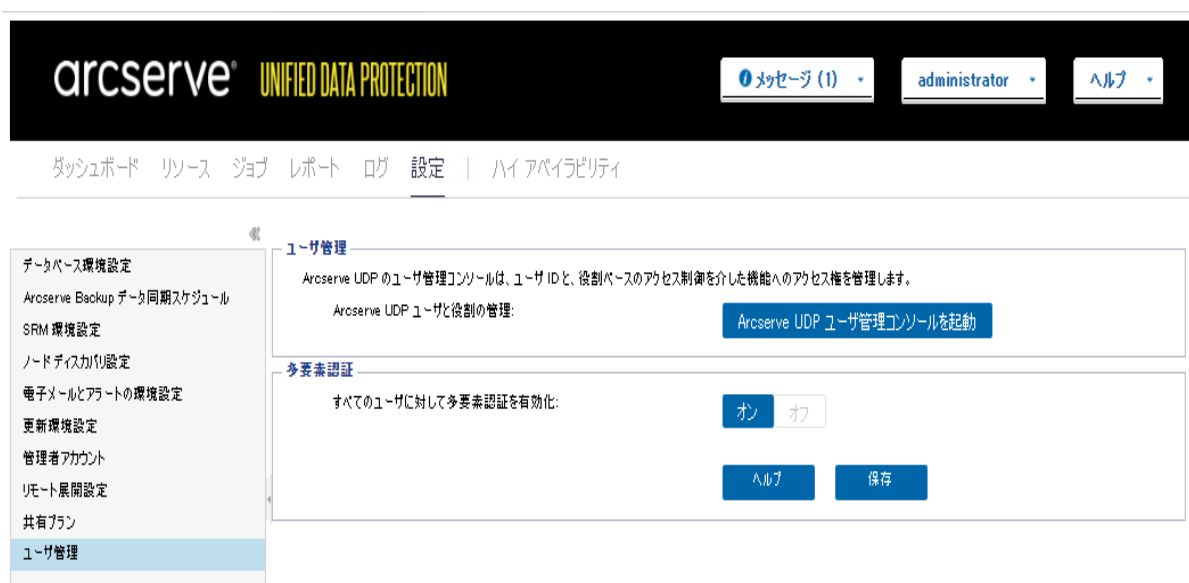 arcserve® UNIFIED DATA PROTECTION
メッセージ (1)
administrator
ヘルプ
ダッシュボード リソース ジョブ レポート ログ 設定 | ハイ アベイラビリティ
データベース環境設定
Arcserve Backup データ同期スケジュール
SRM 環境設定
ノード ディスカバリ設定
電子メールとアラートの環境設定
更新環境設定
管理者アカウント
リモート展開設定
共有プラン
ユーザ管理
ユーザ管理
Arcserve UDP のユーザ管理コンソールは、ユーザ ID と、役割ベースのアクセス制御を介した機能へのアクセス権を管理します。
Arcserve UDP ユーザと役割の管理:
Arcserve UDP ユーザ管理コンソールを起動
多要素認証
すべてのユーザに対して多要素認証を有効化:
オン オフ
ヘルプ 保存